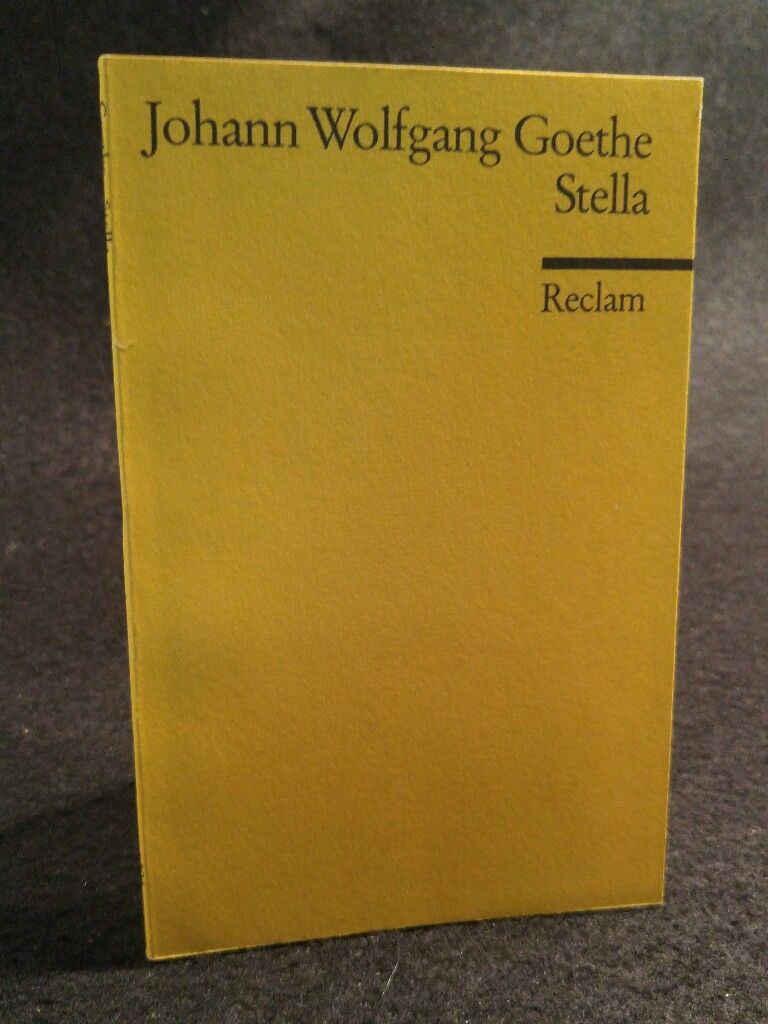 Johann Wolfgang Goethe
Stella
Reclam